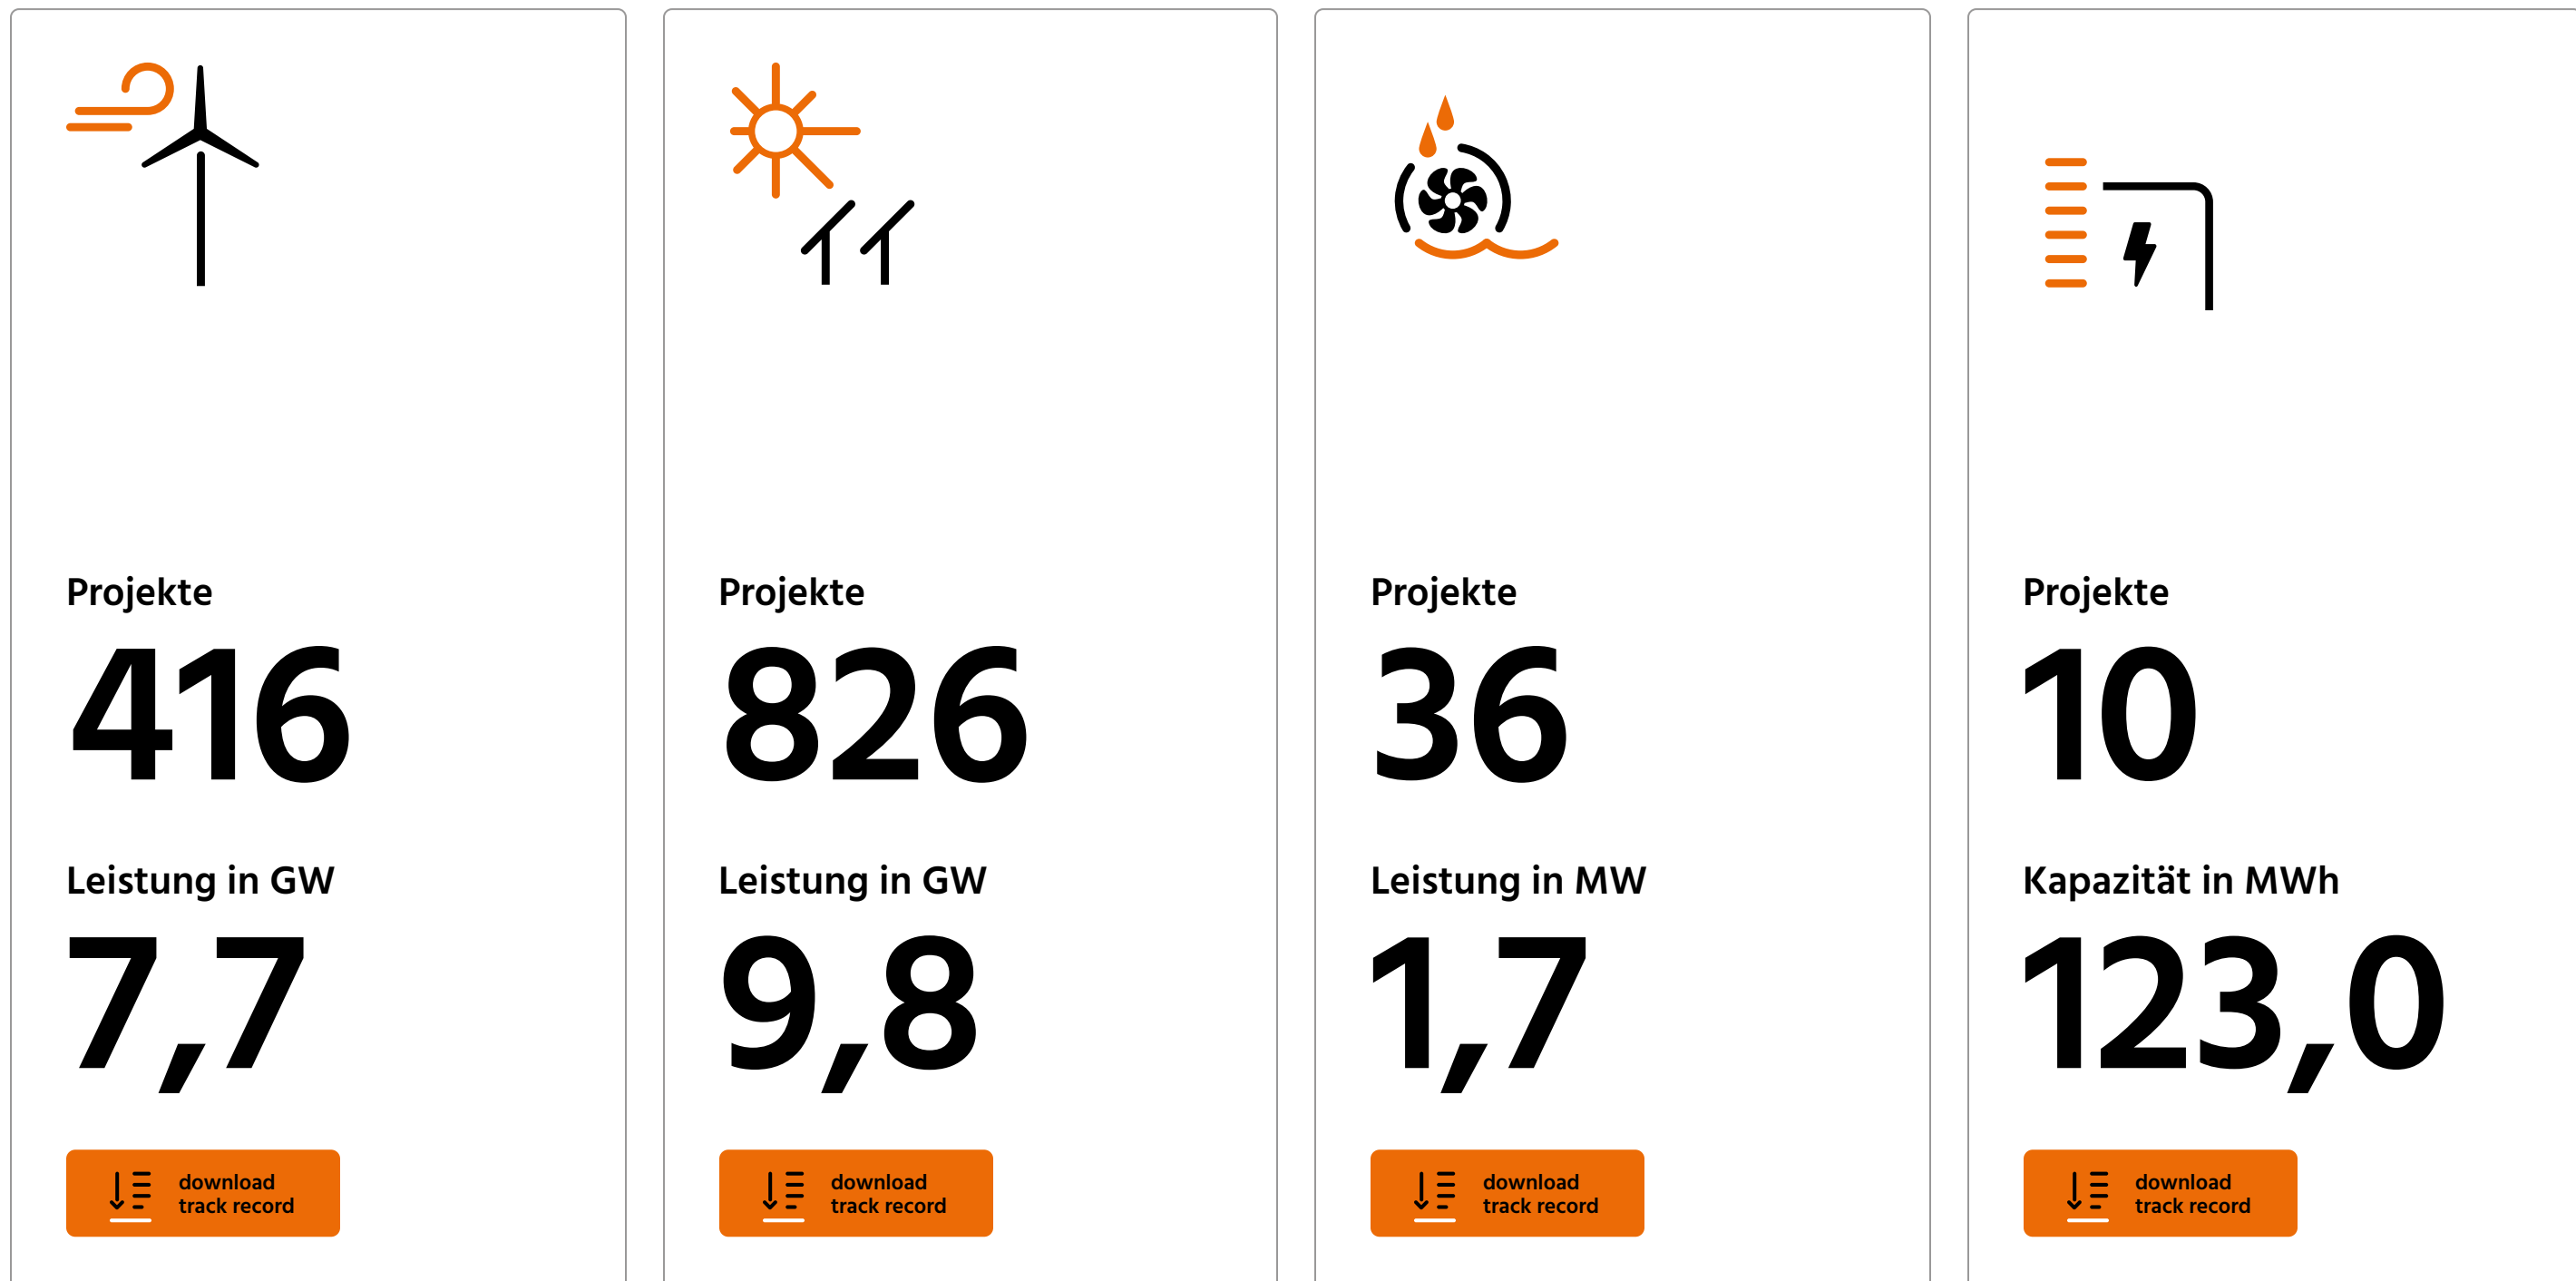 Projekte
416
Leistung in GW
7,7
download
track record
Projekte
826
Leistung in GW
9,8
download
track record
Projekte
36
Leistung in MW
1,7
download
track record
Projekte
10
Kapazität in MWh
123,0
download
track record